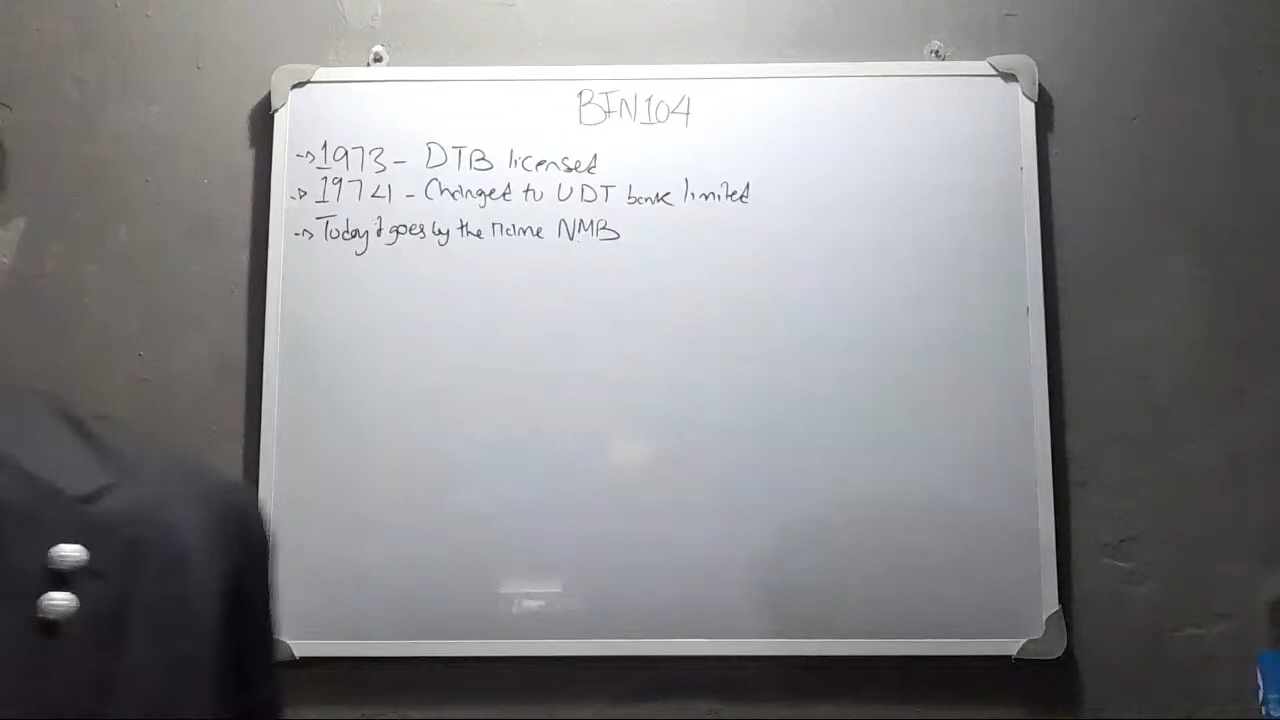 BIN104
→ 1973 - DTB licensed
→ 1974 - Changed to UDT bank limited
→ Today it goes by the name NMB